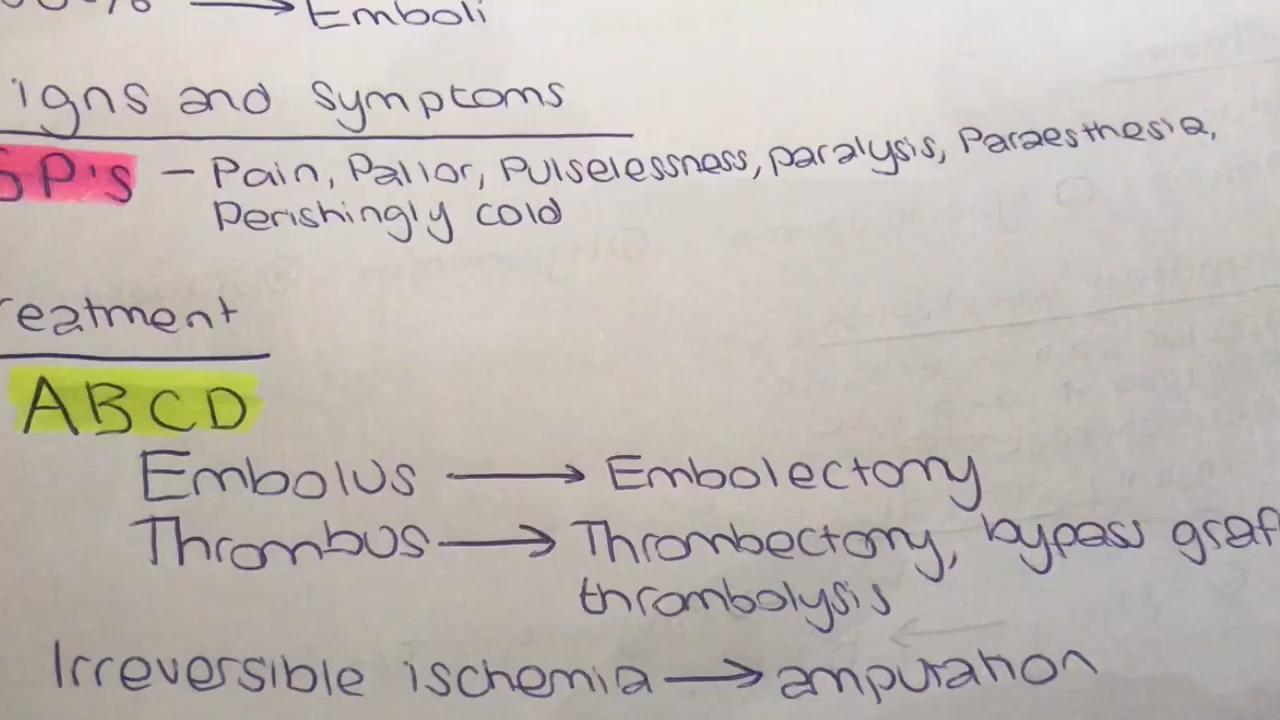 → Emboli
igns and symptoms
6 P's – Pain, Pallor, Pulselessness, paralysis, Paraesthesia,
Perishingly cold
reatment
ABCD
Embolus → Embolectomy
Thrombus → Thrombectomy, bypass graf
thrombolysis
Irreversible ischemia → amputation